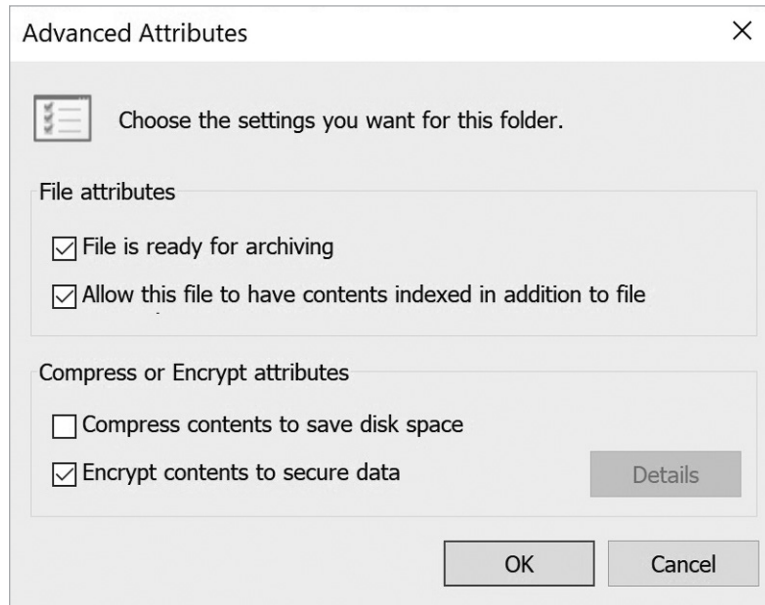 Advanced Attributes
Choose the settings you want for this folder.
File attributes
File is ready for archiving
Allow this file to have contents indexed in addition to file
Compress or Encrypt attributes
Compress contents to save disk space
Encrypt contents to secure data
Details
OK
Cancel